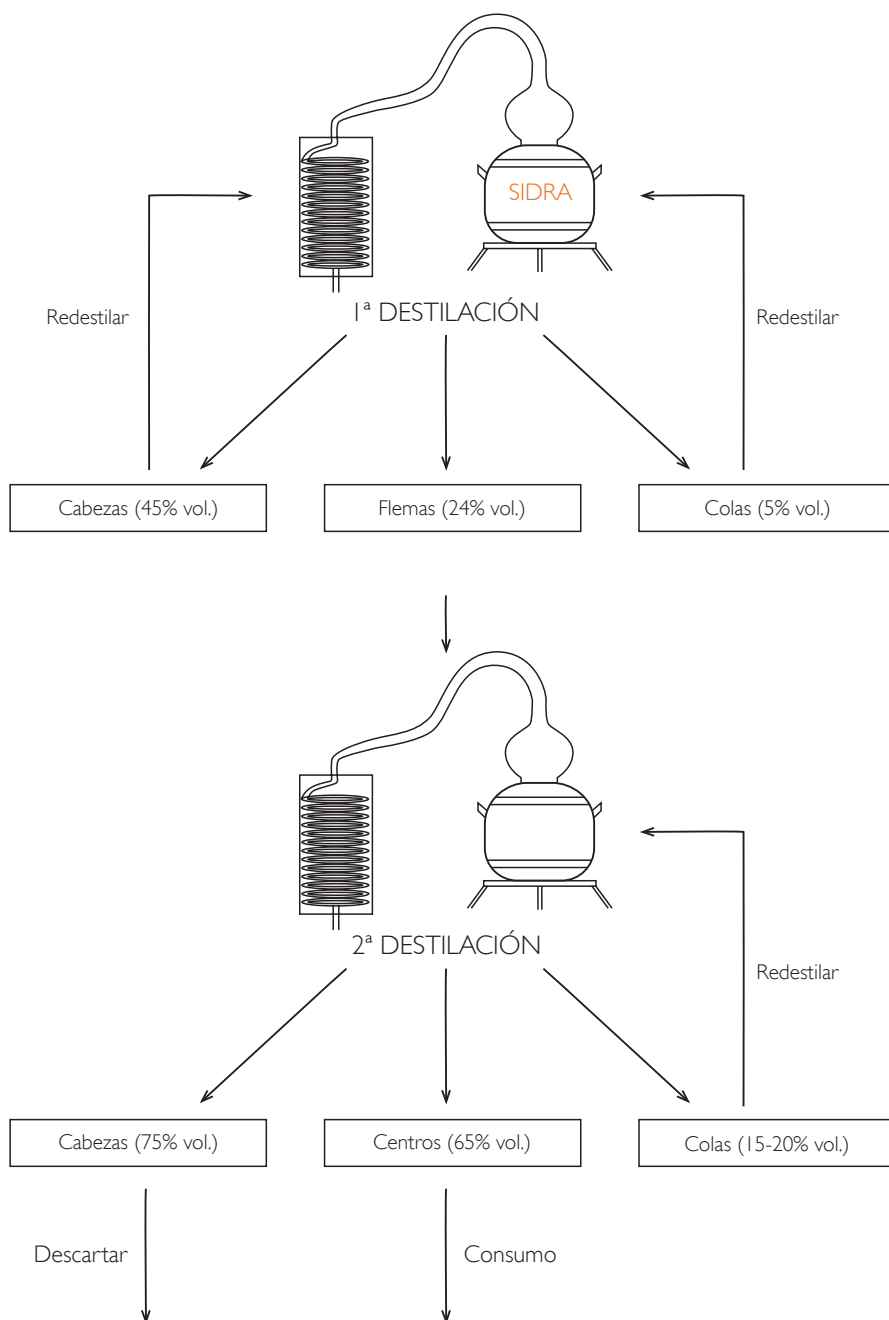 SIDRA
1ª DESTILACIÓN
Redestilar
Redestilar
Cabezas (45% vol.)
Flemas (24% vol.)
Colas (5% vol.)
2ª DESTILACIÓN
Redestilar
Cabezas (75% vol.)
Centros (65% vol.)
Colas (15-20% vol.)
Descartar
Consumo